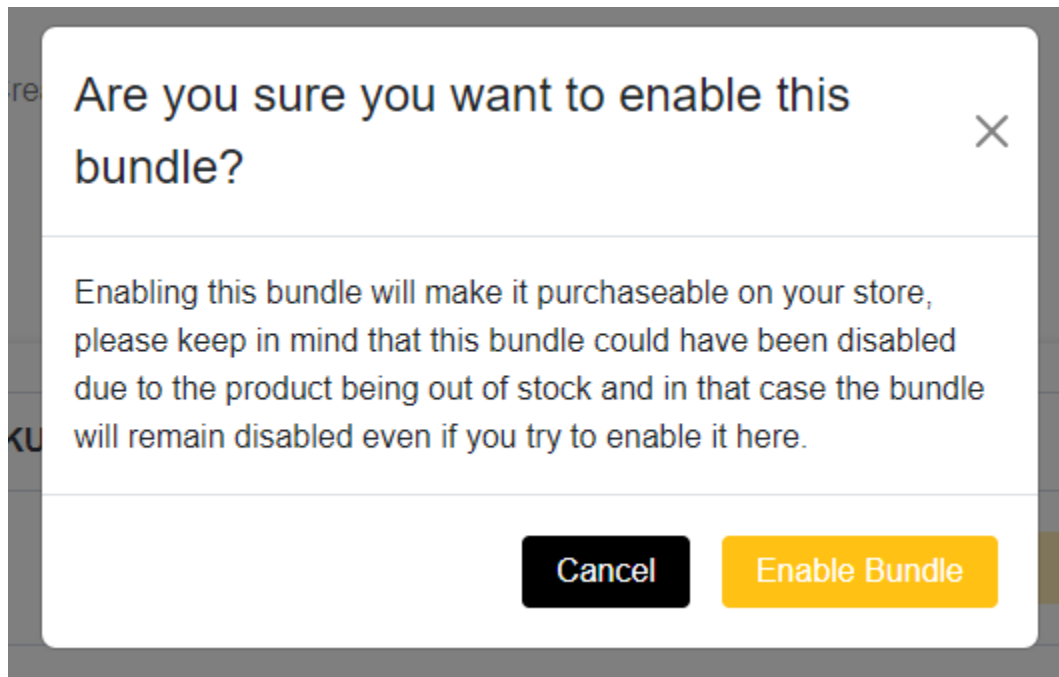 Are you sure you want to enable this
bundle?
Enabling this bundle will make it purchaseable on your store,
please keep in mind that this bundle could have been disabled
due to the product being out of stock and in that case the bundle
will remain disabled even if you try to enable it here.
Cancel
Enable Bundle